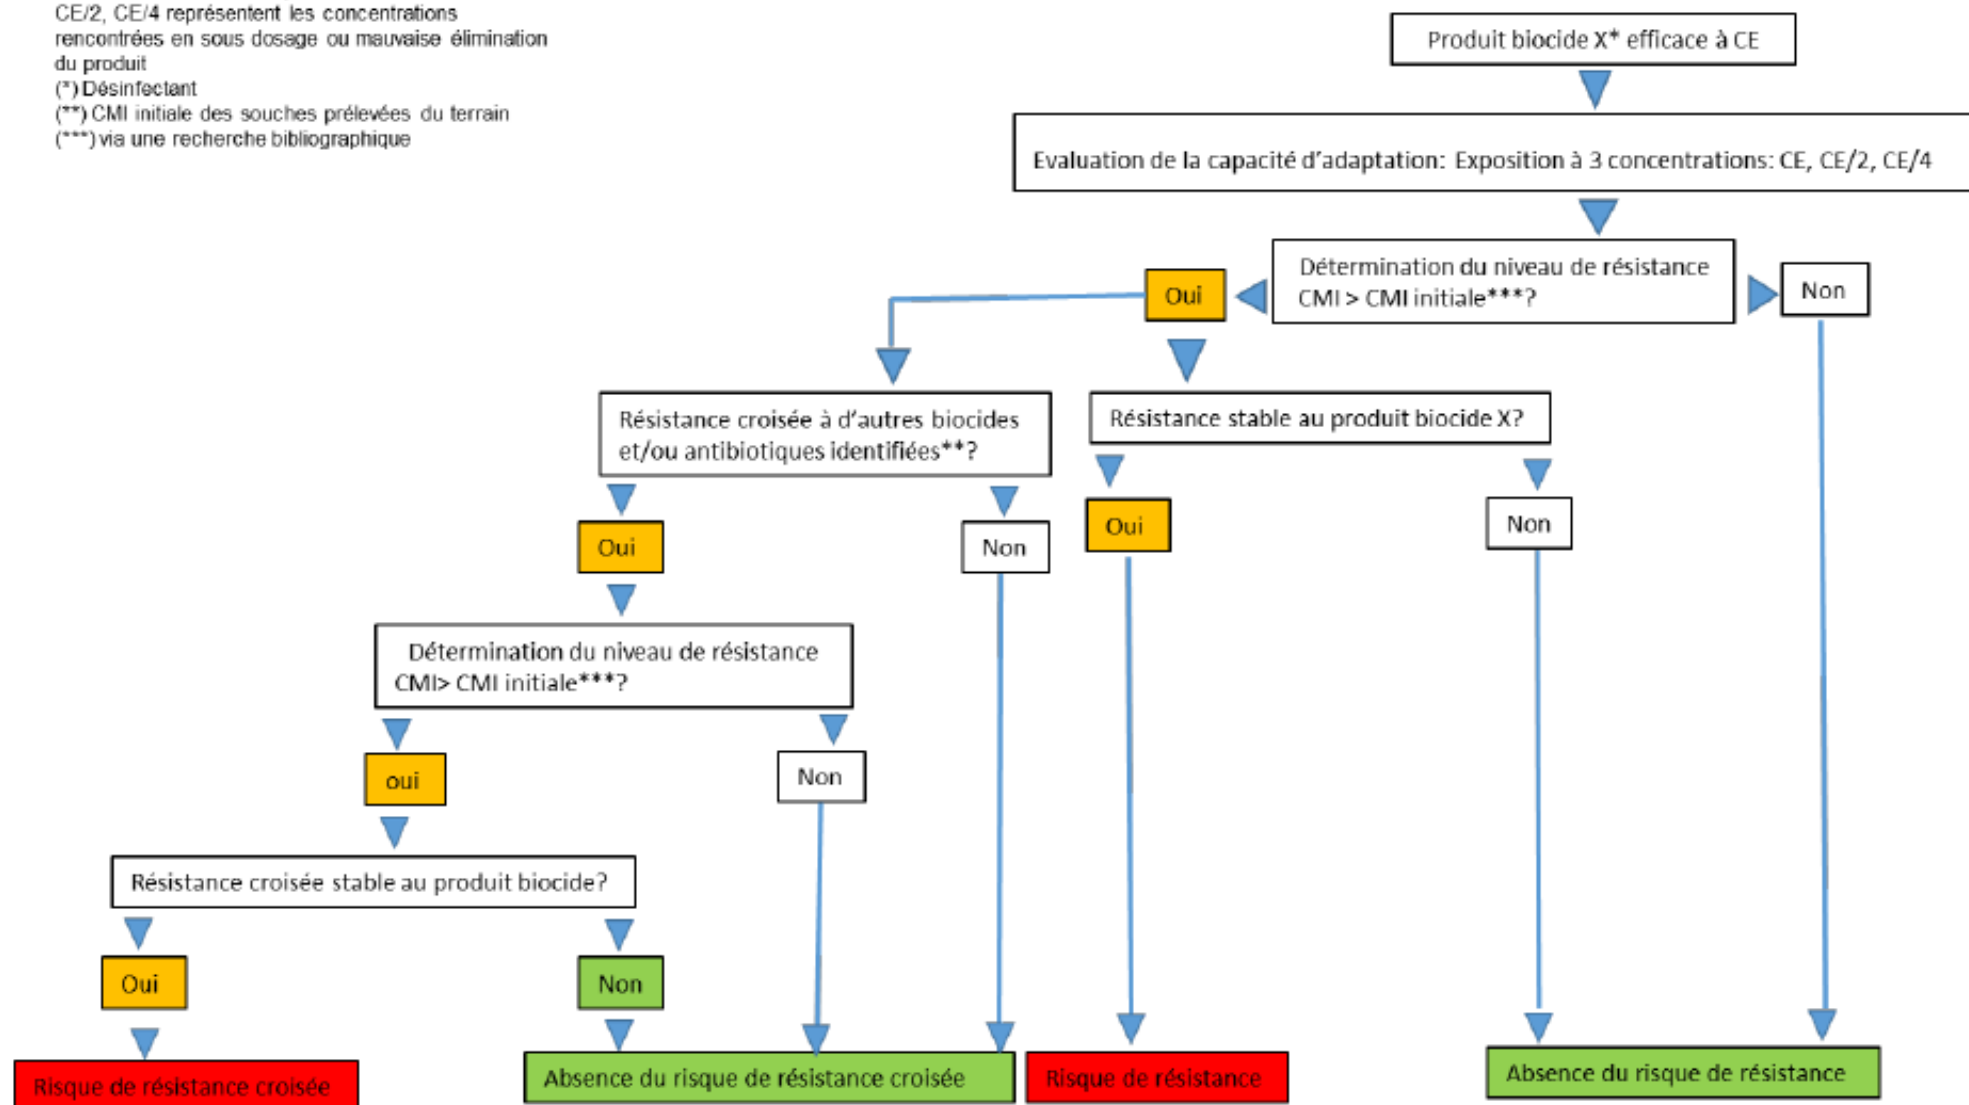 CE/2, CE/4 représentent les concentrations
rencontrées en sous dosage ou mauvaise élimination
du produit
(*) Désinfectant
(**) CMI initiale des souches prélevées du terrain
(***) via une recherche bibliographique
Produit biocide X* efficace à CE
Evaluation de la capacité d'adaptation: Exposition à 3 concentrations: CE, CE/2, CE/4
Détermination du niveau de résistance
CMI > CMI initiale***?
Oui
Non
Résistance croisée à d'autres biocides
et/ou antibiotiques identifiées**?
Résistance stable au produit biocide X?
Oui
Non
Oui
Non
Détermination du niveau de résistance
CMI> CMI initiale***?
oui
Non
Résistance croisée stable au produit biocide?
Oui
Non
Risque de résistance croisée
Absence du risque de résistance croisée
Risque de résistance
Absence du risque de résistance